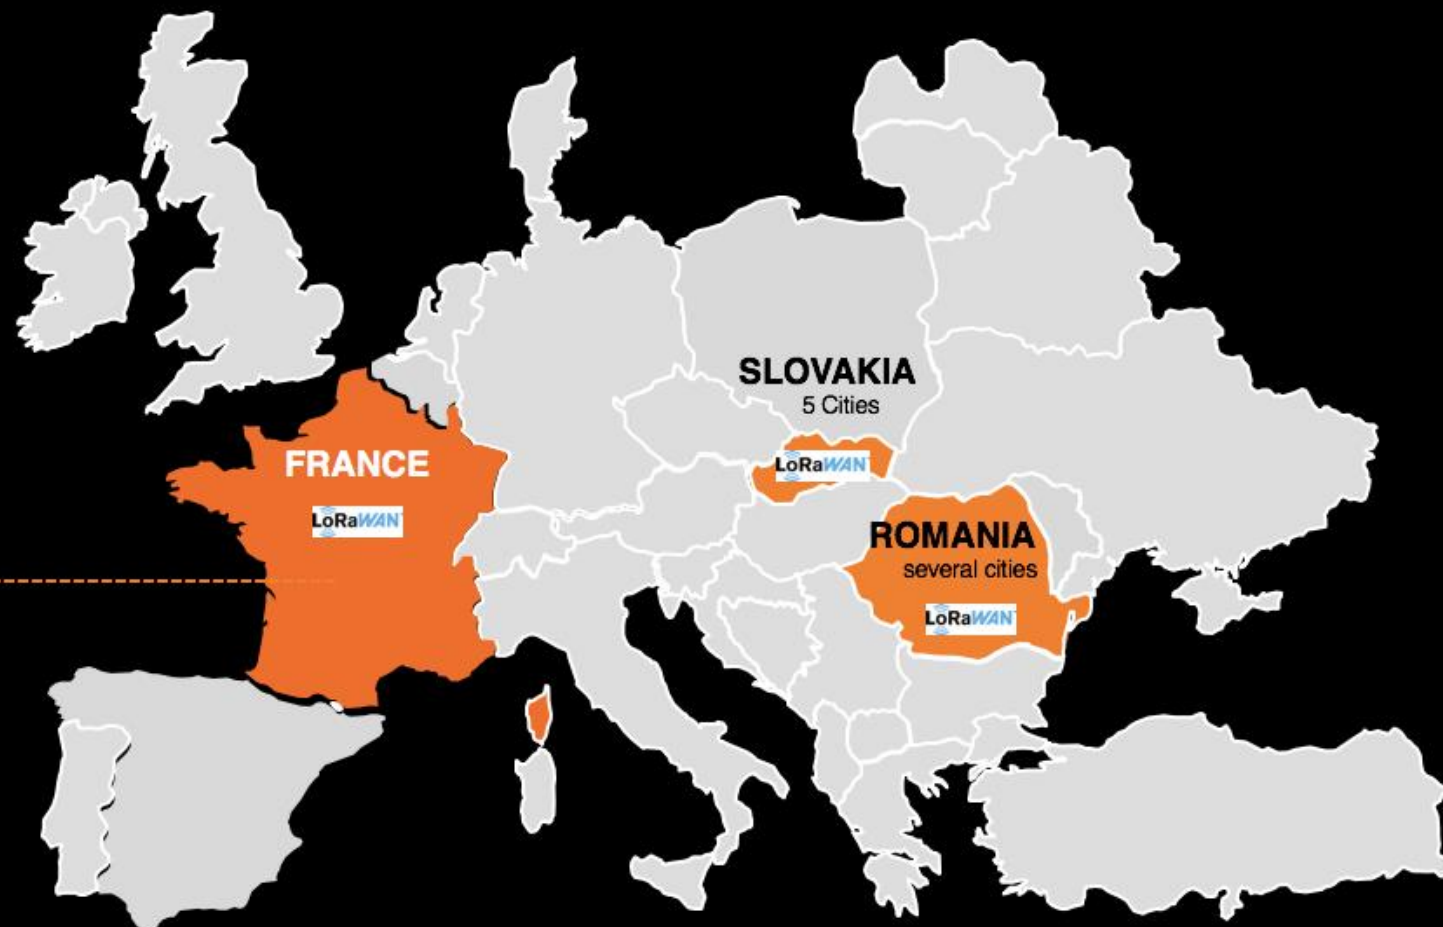 SLOVAKIA
5 Cities
LoRaWAN
FRANCE
LoRaWAN
ROMANIA
several cities
LoRaWAN